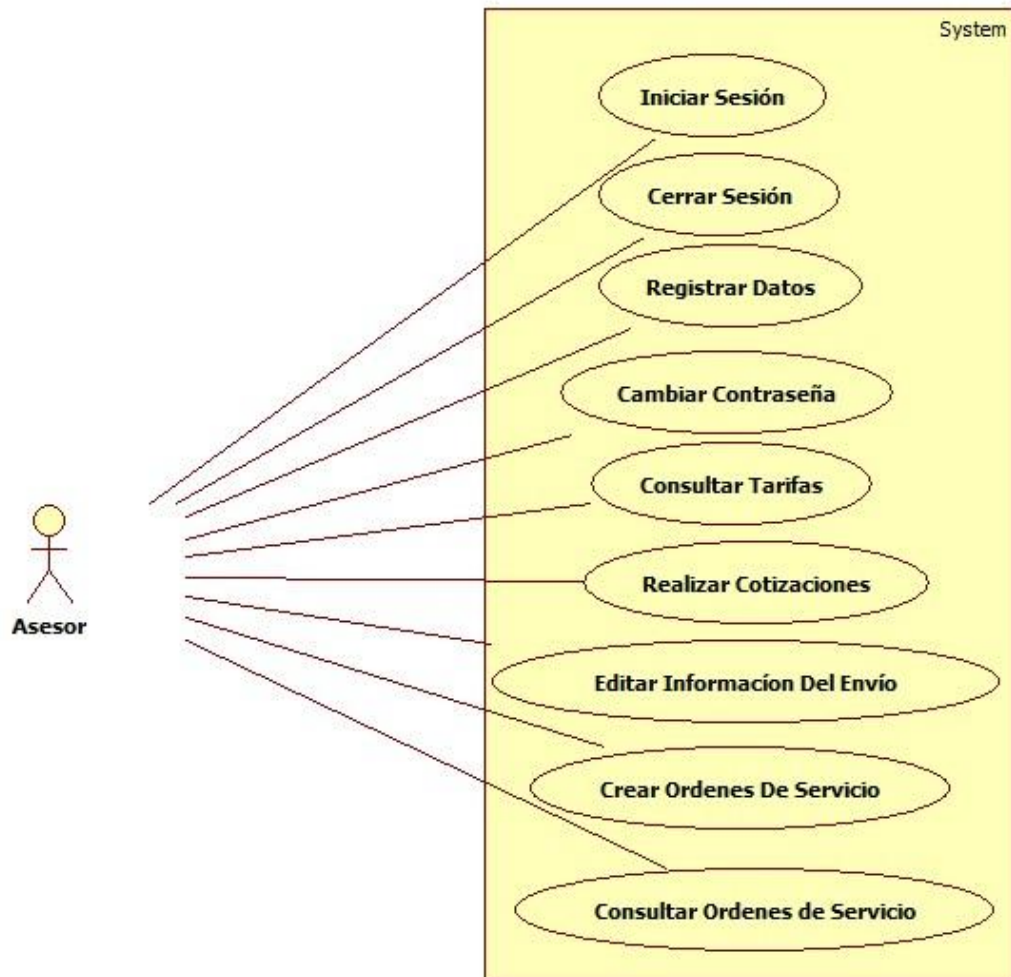 System
Iniciar Sesión
Cerrar Sesión
Registrar Datos
Cambiar Contraseña
Consultar Tarifas
Realizar Cotizaciones
Asesor
Editar Informacíon Del Envío
Crear Ordenes De Servicio
Consultar Ordenes de Servicio